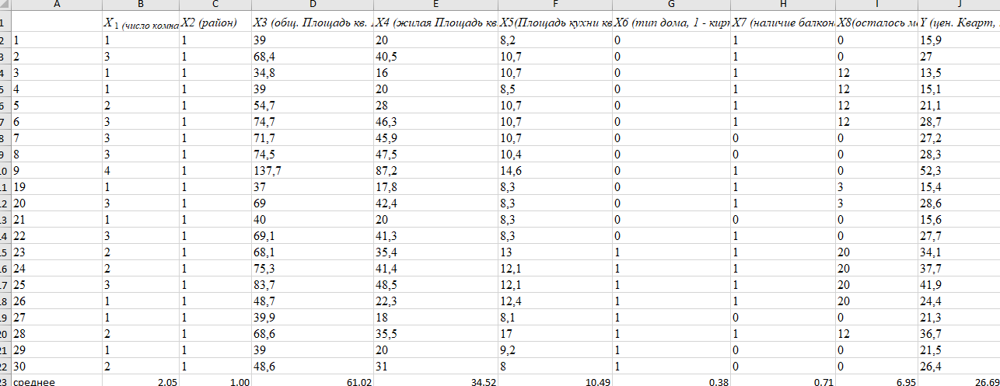 A B C D E F G H I J
1 X 1 (число комна X2 (район) X3 (общ. Площадь кв. X4 (жилая Площадь кв X5(Площадь кухни кв X6 (тип дома, 1 - кирп X7 (наличие балкон X8(осталось м Y (цен. Кварт,
2 1 1 1 39 20 8,2 0 1 0 15,9
3 2 3 1 68,4 40,5 10,7 0 1 0 27
4 3 1 1 34,8 16 10,7 0 1 12 13,5
5 4 1 1 39 20 8,5 0 1 12 15,1
6 5 2 1 54,7 28 10,7 0 1 12 21,1
7 6 3 1 74,7 46,3 10,7 0 1 12 28,7
8 7 3 1 71,7 45,9 10,7 0 0 0 27,2
9 8 3 1 74,5 47,5 10,4 0 0 0 28,3
10 9 4 1 137,7 87,2 14,6 0 1 0 52,3
11 19 1 1 37 17,8 8,3 0 1 3 15,4
12 20 3 1 69 42,4 8,3 0 1 3 28,6
13 21 1 1 40 20 8,3 0 0 0 15,6
14 22 3 1 69,1 41,3 8,3 0 1 0 27,7
15 23 2 1 68,1 35,4 13 1 1 20 34,1
16 24 2 1 75,3 41,4 12,1 1 1 20 37,7
17 25 3 1 83,7 48,5 12,1 1 1 20 41,9
18 26 1 1 48,7 22,3 12,4 1 1 20 24,4
19 27 1 1 39,9 18 8,1 1 0 0 21,3
20 28 2 1 68,6 35,5 17 1 1 12 36,7
21 29 1 1 39 20 9,2 1 0 0 21,5
22 30 2 1 48,6 31 8 1 0 0 26,4
23 среднее 2.05 1.00 61.02 34.52 10.49 0.38 0.71 6.95 26.69